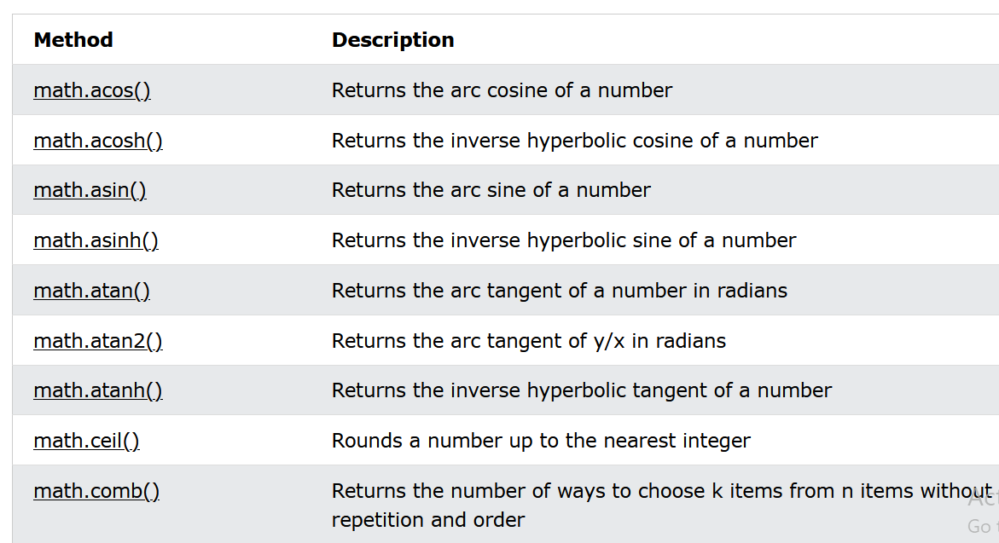 Method Description
math.acos() Returns the arc cosine of a number
math.acosh() Returns the inverse hyperbolic cosine of a number
math.asin() Returns the arc sine of a number
math.asinh() Returns the inverse hyperbolic sine of a number
math.atan() Returns the arc tangent of a number in radians
math.atan2() Returns the arc tangent of y/x in radians
math.atanh() Returns the inverse hyperbolic tangent of a number
math.ceil() Rounds a number up to the nearest integer
math.comb() Returns the number of ways to choose k items from n items without
repetition and order
Go